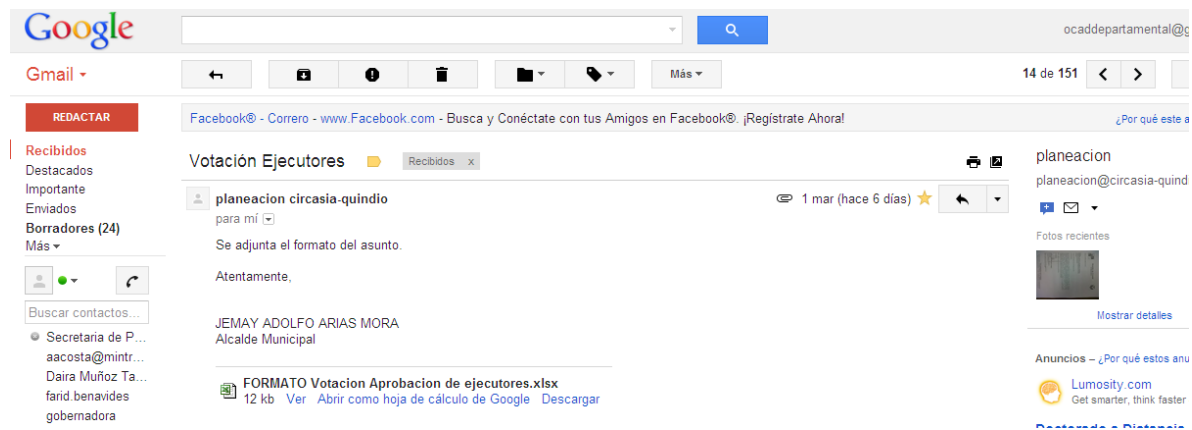 Google
ocaddepartamental@g
Gmail
Más
14 de 151
REDACTAR
Facebook® - Correro - www.Facebook.com - Busca y Conéctate con tus Amigos en Facebook®. ¡Regístrate Ahora!
¿Por qué este a
Recibidos
Destacados
Importante
Enviados
Borradores (24)
Más
Buscar contactos...
Secretaria de P...
aacosta@mintr...
Daira Muñoz Ta...
farid.benavides
gobernadora
Votación Ejecutores
Recibidos x
planeacion circasia-quindio
1 mar (hace 6 días)
para mí
Se adjunta el formato del asunto.
Atentamente,
JEMAY ADOLFO ARIAS MORA
Alcalde Municipal
FORMATO Votacion Aprobacion de ejecutores.xlsx
12 kb Ver Abrir como hoja de cálculo de Google Descargar
planeacion
planeacion@circasia-quind
Fotos recientes
Mostrar detalles
Anuncios – ¿Por qué estos anu
Lumosity.com
Get smarter, think faster
Doctorado a Distancia